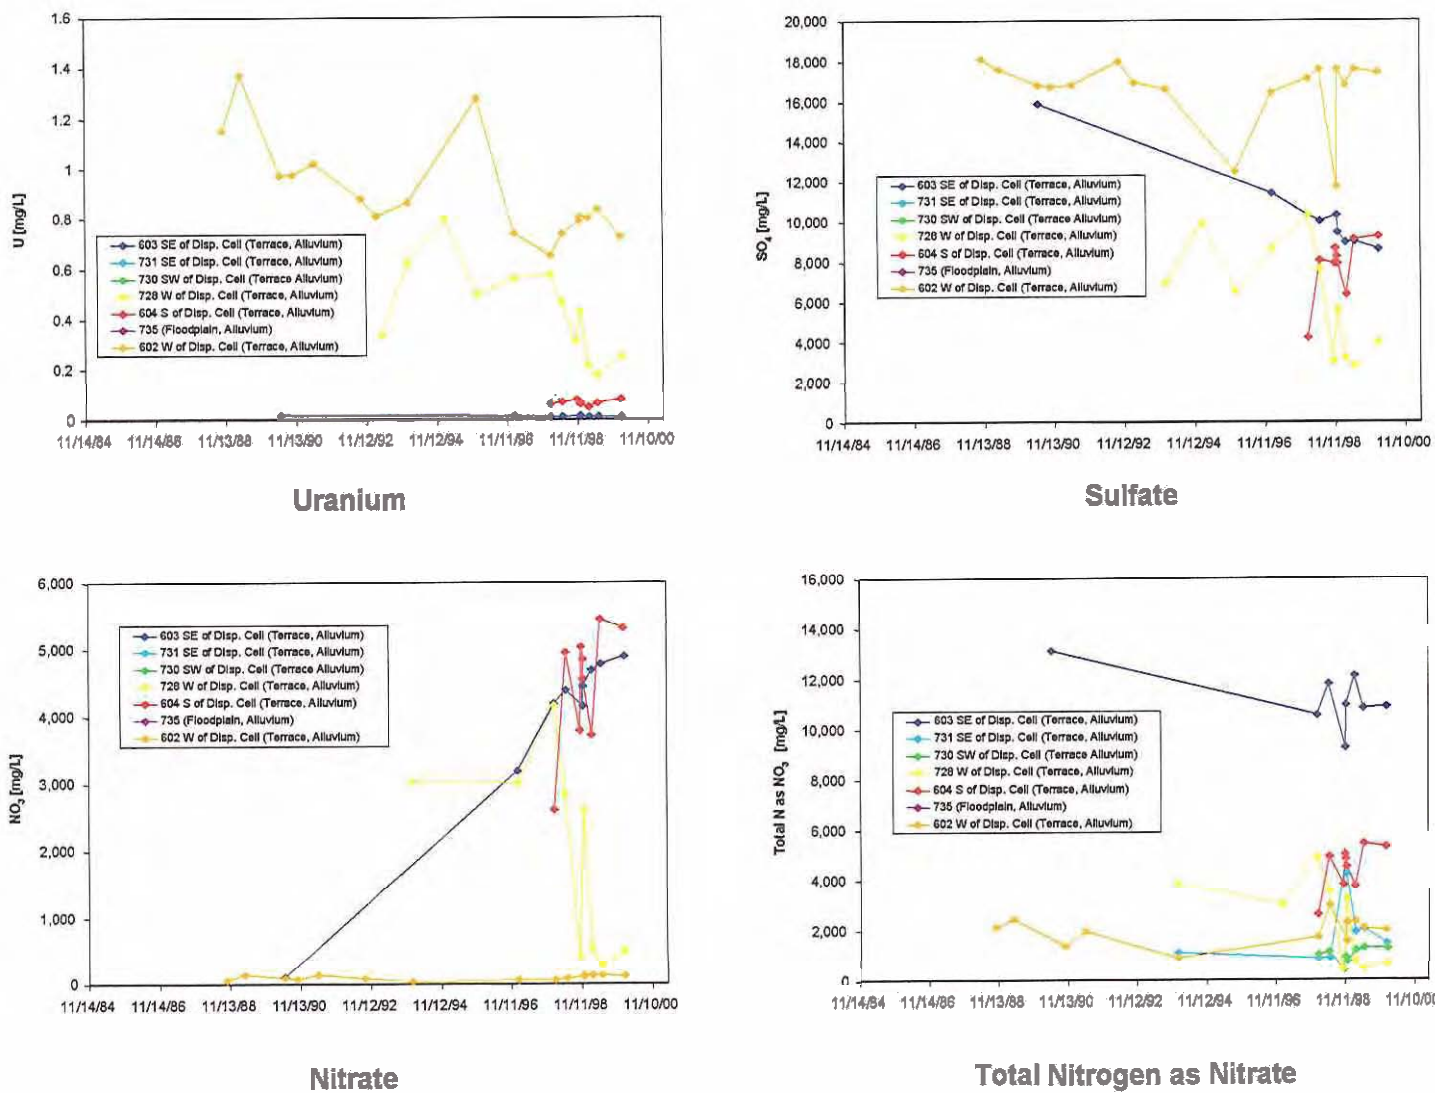 1.6
1.4
1.2
1
0.8
0.6
0.4
0.2
0
U [mg/L]
603 SE of Disp. Cell (Terrace, Alluvium)
731 SE of Disp. Cell (Terrace, Alluvium)
730 SW of Disp. Cell (Terrace Alluvium)
728 W of Disp. Cell (Terrace, Alluvium)
604 S of Disp. Cell (Terrace, Alluvium)
735 (Floodplain, Alluvium)
602 W of Disp. Cell (Terrace, Alluvium)
11/14/84 11/14/86 11/13/88 11/13/90 11/12/92 11/12/94 11/11/96 11/11/98 11/10/00
Uranium
20,000
18,000
16,000
14,000
12,000
10,000
8,000
6,000
4,000
2,000
0
SO4 [mg/L]
603 SE of Disp. Cell (Terrace, Alluvium)
731 SE of Disp. Cell (Terrace, Alluvium)
730 SW of Disp. Cell (Terrace Alluvium)
728 W of Disp. Cell (Terrace, Alluvium)
604 S of Disp. Cell (Terrace, Alluvium)
735 (Floodplain, Alluvium)
602 W of Disp. Cell (Terrace, Alluvium)
11/14/84 11/14/86 11/13/88 11/13/90 11/12/92 11/12/94 11/11/96 11/11/98 11/10/00
Sulfate
6,000
5,000
4,000
3,000
2,000
1,000
0
NO3 [mg/L]
603 SE of Disp. Cell (Terrace, Alluvium)
731 SE of Disp. Cell (Terrace, Alluvium)
730 SW of Disp. Cell (Terrace Alluvium)
728 W of Disp. Cell (Terrace, Alluvium)
604 S of Disp. Cell (Terrace, Alluvium)
735 (Floodplain, Alluvium)
602 W of Disp. Cell (Terrace, Alluvium)
11/14/84 11/14/86 11/13/88 11/13/90 11/12/92 11/12/94 11/11/96 11/11/98 11/10/00
Nitrate
16,000
14,000
12,000
10,000
8,000
6,000
4,000
2,000
0
Total N as NO3 [mg/L]
603 SE of Disp. Cell (Terrace, Alluvium)
731 SE of Disp. Cell (Terrace, Alluvium)
730 SW of Disp. Cell (Terrace Alluvium)
728 W of Disp. Cell (Terrace, Alluvium)
604 S of Disp. Cell (Terrace, Alluvium)
735 (Floodplain, Alluvium)
602 W of Disp. Cell (Terrace, Alluvium)
11/14/84 11/14/86 11/13/88 11/13/90 11/12/92 11/12/94 11/11/96 11/11/98 11/10/00
Total Nitrogen as Nitrate